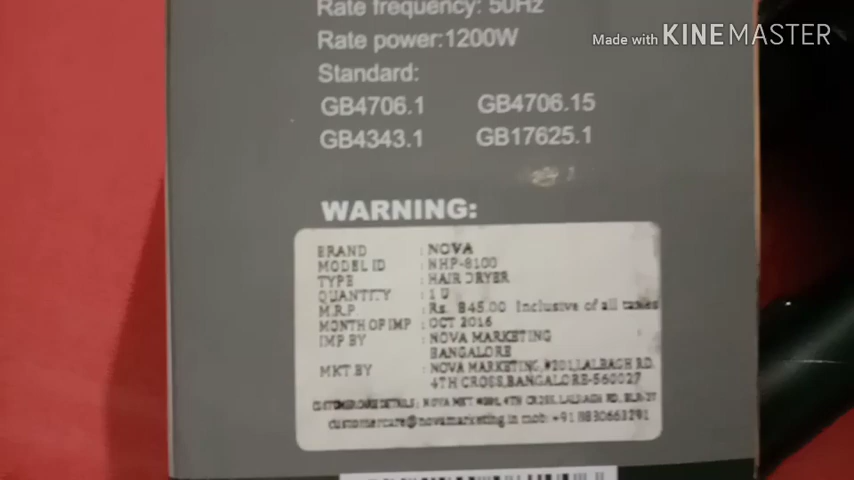 Rate frequency: 50Hz
Made with KINEMASTER
Rate power:1200W
Standard:
GB4706.1 GB4706.15
GB4343.1 GB17625.1
WARNING:
BRAND : NOVA
MODEL ID : NHP-8100
TYPE : HAIR DRYER
QUANTITY : 1 U
M.R.P : Rs. 845.00 Inclusive of all taxes
MONTH OF IMP : OCT 2016
IMP BY : NOVA MARKETING
BANGALORE
MKT.BY : NOVA MARKETING, #201,LALBAGH RD.
4TH CROSS,BANGALORE-560027
CUSTOMER CARE DETAILS : NOVA MKT #201, 4TH CROSS, LALBAGH RD, BLR-27
customercare@novamarketing.in mob: +91